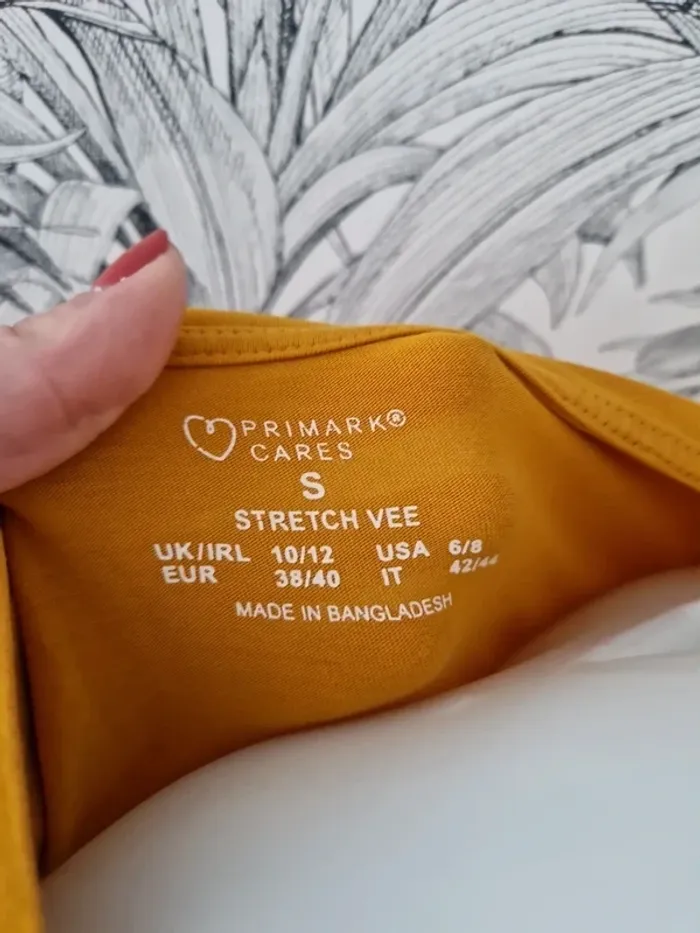 PRIMARK®
CARES
S
STRETCH VEE
UK/IRL 10/12 USA 6/8
EUR 38/40 IT 42/44
MADE IN BANGLADESH